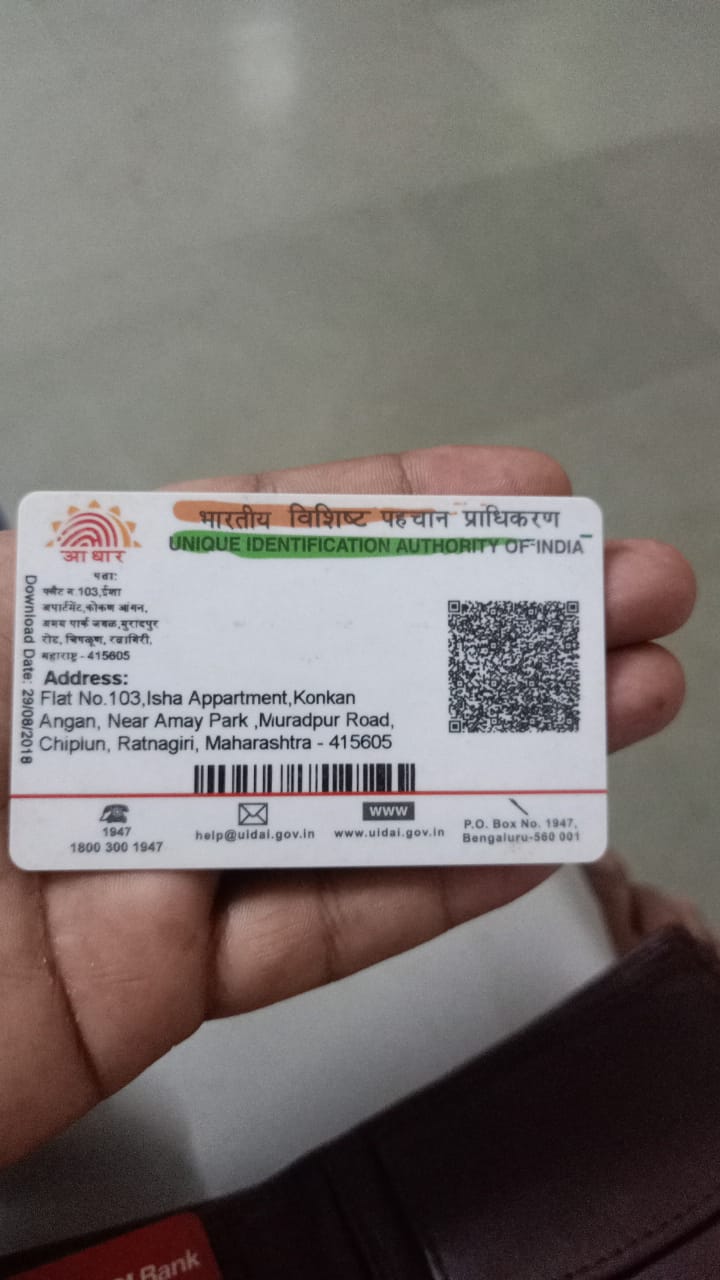 भारतीय विशिष्ट पहचान प्राधिकरण
UNIQUE IDENTIFICATION AUTHORITY OF INDIA
आधार
पत्ता:
फ्लॅट न.103,ईशा
अपार्टमेंट,कोकण आंगन,
अमय पार्क जवळ,मुरादपुर
रोड, चिपळूण, रत्नागिरी,
महाराष्ट्र - 415605
Address:
Flat No.103,Isha Appartment,Konkan
Angan, Near Amay Park ,Muradpur Road,
Chiplun, Ratnagiri, Maharashtra - 415605
Download Date: 29/09/2018
1947
1800 300 1947
help@uidai.gov.in
WWW
www.uidai.gov.in
P.O. Box No. 1947,
Bengaluru-560 001
Bank